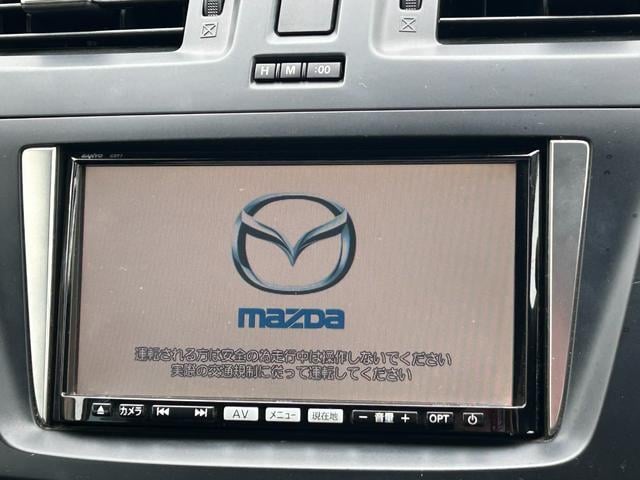 H M :00
SANYO
mazda
運転される方は安全の為走行中は操作しないでください
実際の交通規制に従って運転してください
カメラ AV メニュー 現在地 − 音量 + OPT